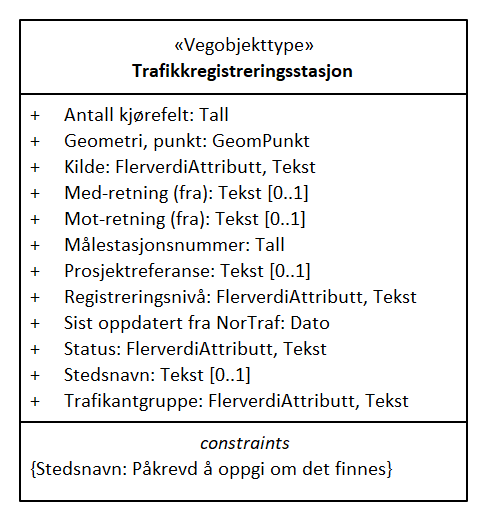 «Vegobjekttype»
Trafikkregistreringsstasjon
+ Antall kjørefelt: Tall
+ Geometri, punkt: GeomPunkt
+ Kilde: FlerverdiAttributt, Tekst
+ Med-retning (fra): Tekst [0..1]
+ Mot-retning (fra): Tekst [0..1]
+ Målestasjonsnummer: Tall
+ Prosjektreferanse: Tekst [0..1]
+ Registreringsnivå: FlerverdiAttributt, Tekst
+ Sist oppdatert fra NorTraf: Dato
+ Status: FlerverdiAttributt, Tekst
+ Stedsnavn: Tekst [0..1]
+ Trafikantgruppe: FlerverdiAttributt, Tekst
constraints
{Stedsnavn: Påkrevd å oppgi om det finnes}